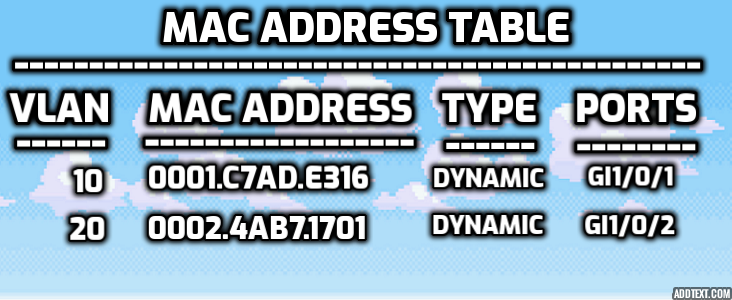 MAC ADDRESS TABLE
-------------------------------------------
VLAN MAC ADDRESS TYPE PORTS
------ ----------------- ------ --------
10 0001.C7AD.E316 DYNAMIC GI1/0/1
20 0002.4AB7.1701 DYNAMIC GI1/0/2
ADDTEXT.COM